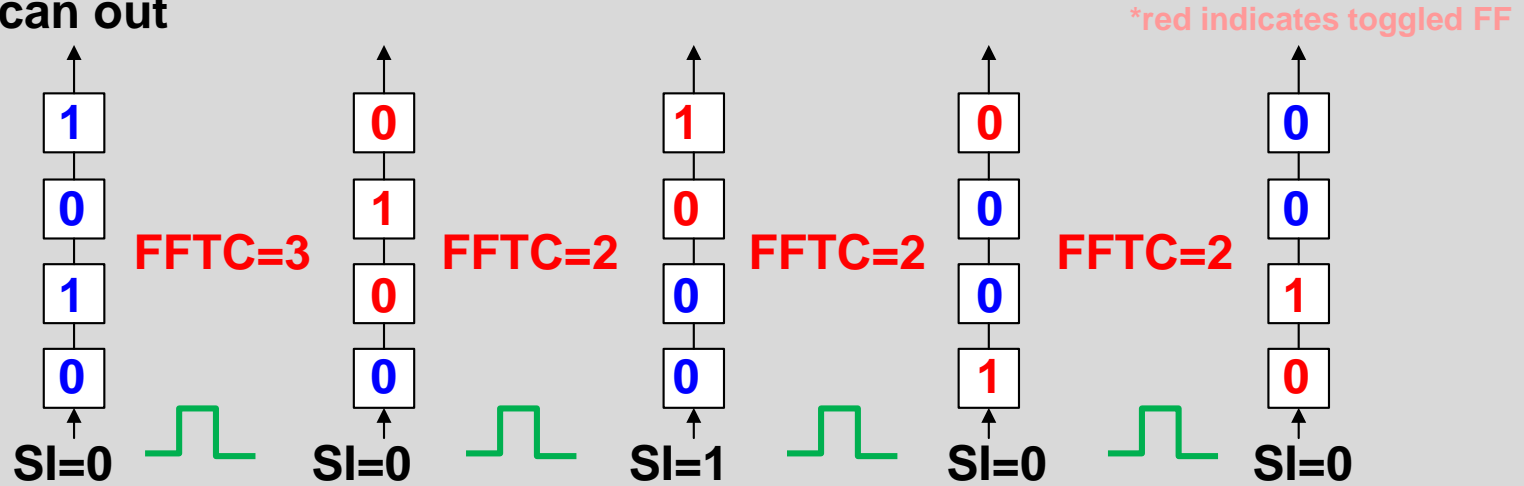 can out
*red indicates toggled FF
1 0 1 0 0
0 1 0 0 0
FFTC=3 FFTC=2 FFTC=2 FFTC=2
1 0 0 0 1
0 0 0 1 0
SI=0 SI=0 SI=1 SI=0 SI=0